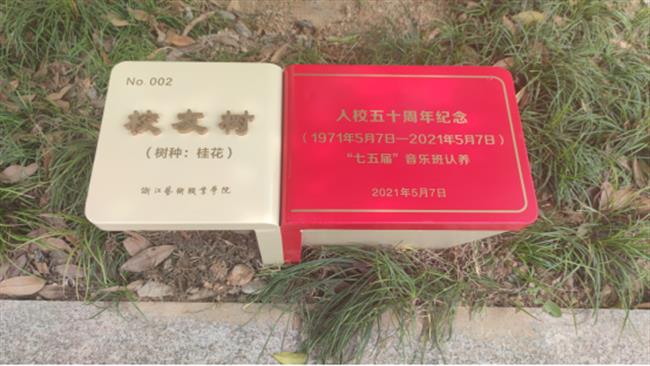 No. 002
校友树
（树种：桂花）
浙江艺术职业学院
入校五十周年纪念
（1971年5月7日—2021年5月7日）
“七五届”音乐班认养
2021年5月7日